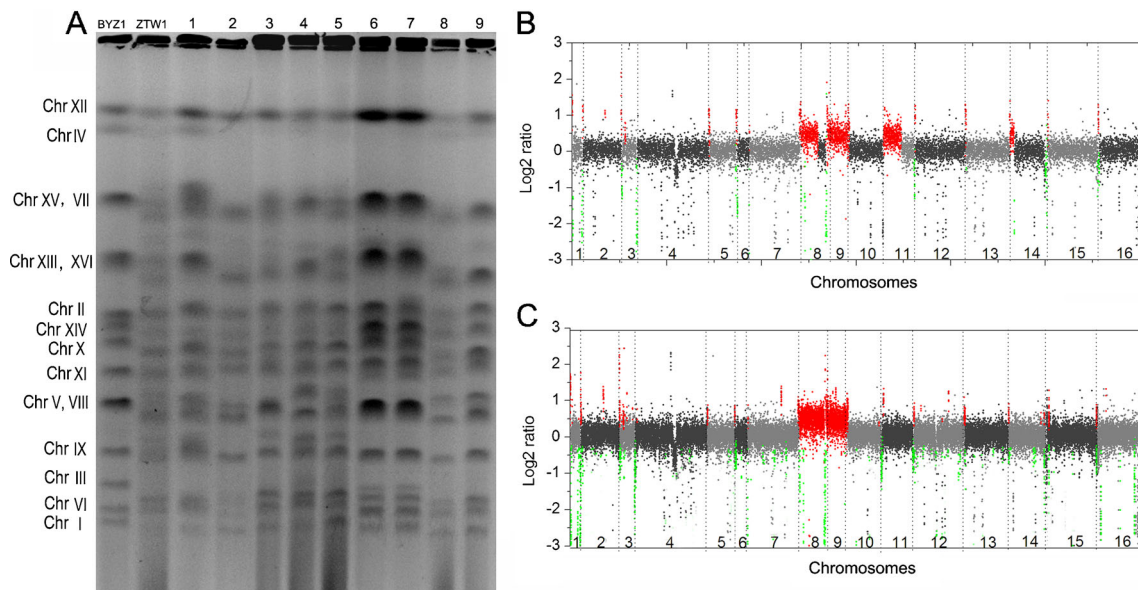 A
BYZ1 ZTW1 1 2 3 4 5 6 7 8 9
Chr XII
Chr IV
Chr XV, VII
Chr XIII, XVI
Chr II
Chr XIV
Chr X
Chr XI
Chr V, VIII
Chr IX
Chr III
Chr VI
Chr I
B
3
2
1
0
-1
-2
-3
Log2 ratio
1 2 3 4 5 6 7 8 9 10 11 12 13 14 15 16
Chromosomes
C
3
2
1
0
-1
-2
-3
Log2 ratio
1 2 3 4 5 6 7 8 9 10 11 12 13 14 15 16
Chromosomes